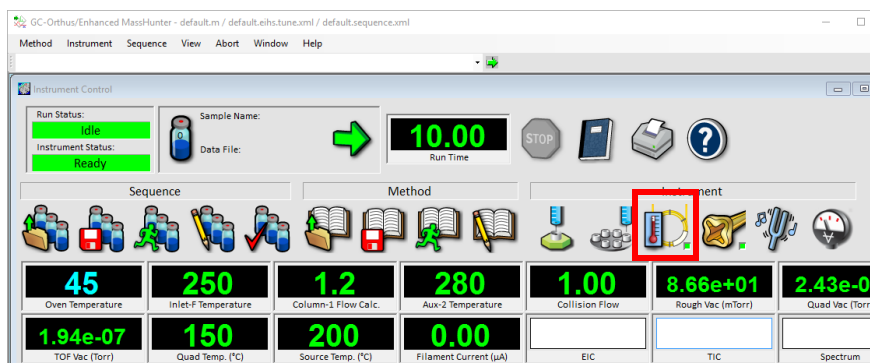 GC-Orthus/Enhanced MassHunter - default.m / default.eihs.tune.xml / default.sequence.xml
Method Instrument Sequence View Abort Window Help
Instrument Control
Run Status:
Idle
Instrument Status:
Ready
Sample Name:
Data File:
10.00
Run Time
STOP
?
Sequence Method Instrument
45 250 1.2 280 1.00 8.66e+01 2.43e-0
Oven Temperature Inlet-F Temperature Column-1 Flow Calc. Aux-2 Temperature Collision Flow Rough Vac (mTorr) Quad Vac (Torr
1.94e-07 150 200 0.00
TOF Vac (Torr) Quad Temp. (°C) Source Temp. (°C) Filament Current (µA) EIC TIC Spectrum